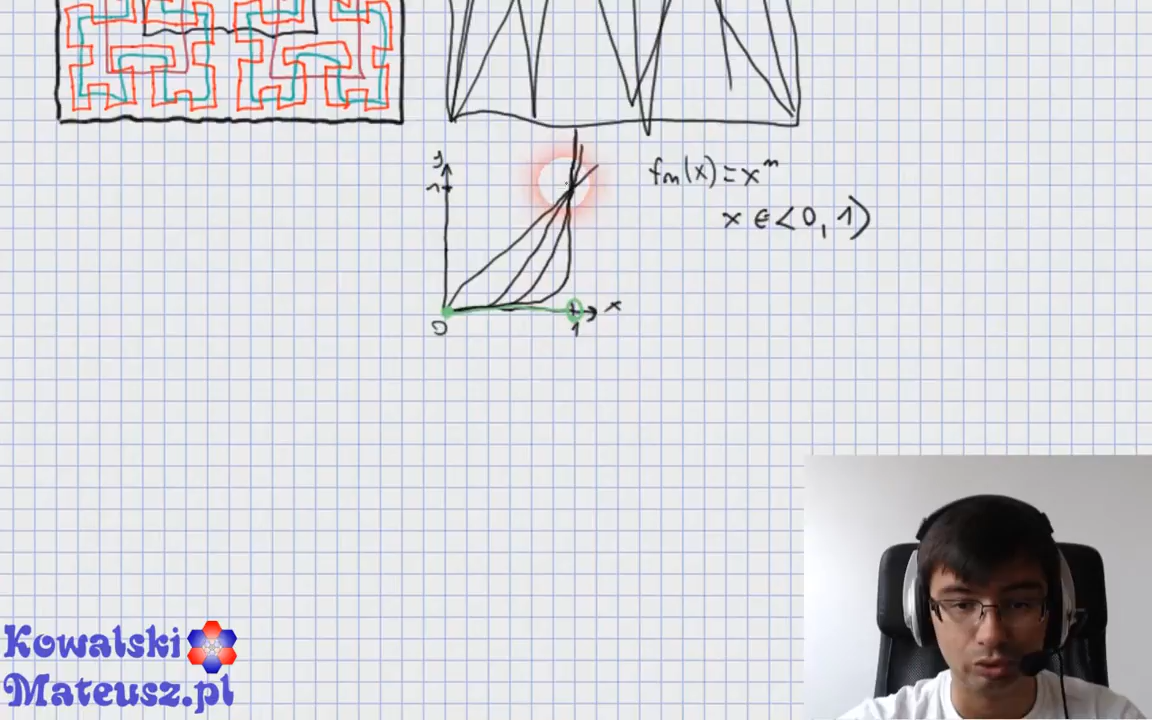 y
1
fn(x)=x^n
x ∈ <0, 1)
x
0
1
Kowalski
Mateusz.pl